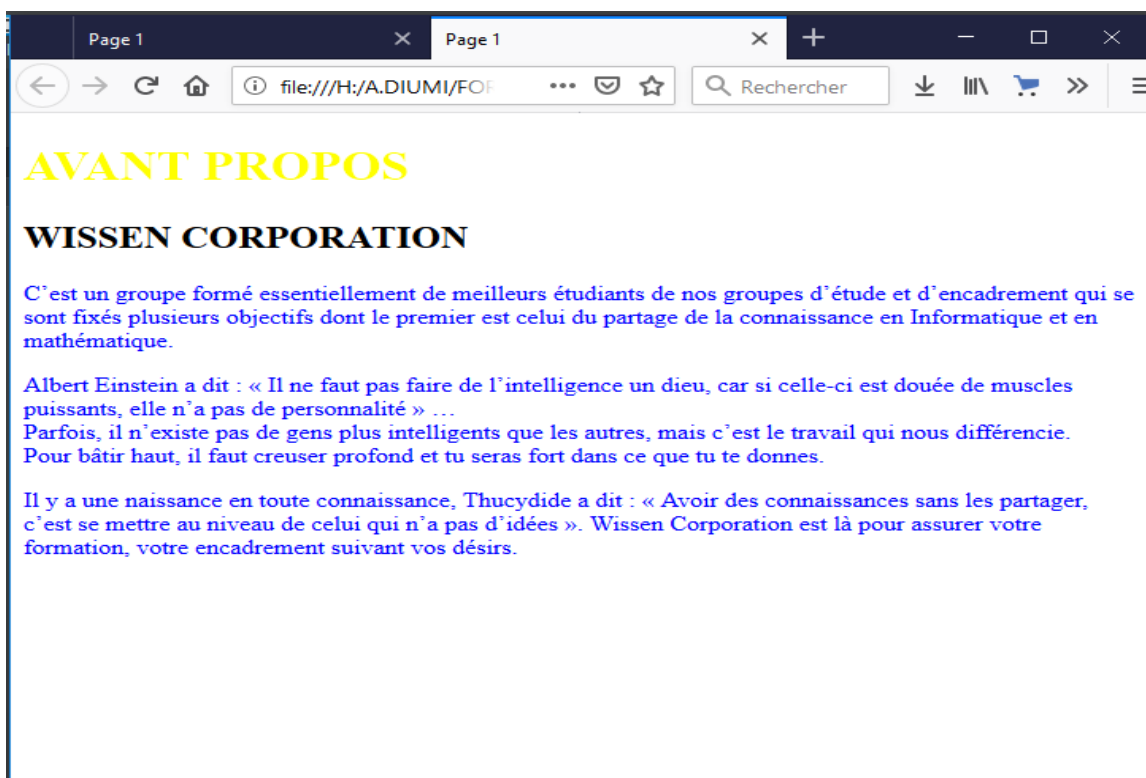 Page 1
Page 1
file:///H:/A.DIUMI/FOR
Rechercher
AVANT PROPOS
WISSEN CORPORATION
C’est un groupe formé essentiellement de meilleurs étudiants de nos groupes d’étude et d’encadrement qui se
sont fixés plusieurs objectifs dont le premier est celui du partage de la connaissance en Informatique et en
mathématique.
Albert Einstein a dit : « Il ne faut pas faire de l’intelligence un dieu, car si celle-ci est douée de muscles
puissants, elle n’a pas de personnalité » …
Parfois, il n’existe pas de gens plus intelligents que les autres, mais c’est le travail qui nous différencie.
Pour bâtir haut, il faut creuser profond et tu seras fort dans ce que tu te donnes.
Il y a une naissance en toute connaissance, Thucydide a dit : « Avoir des connaissances sans les partager,
c’est se mettre au niveau de celui qui n’a pas d’idées ». Wissen Corporation est là pour assurer votre
formation, votre encadrement suivant vos désirs.